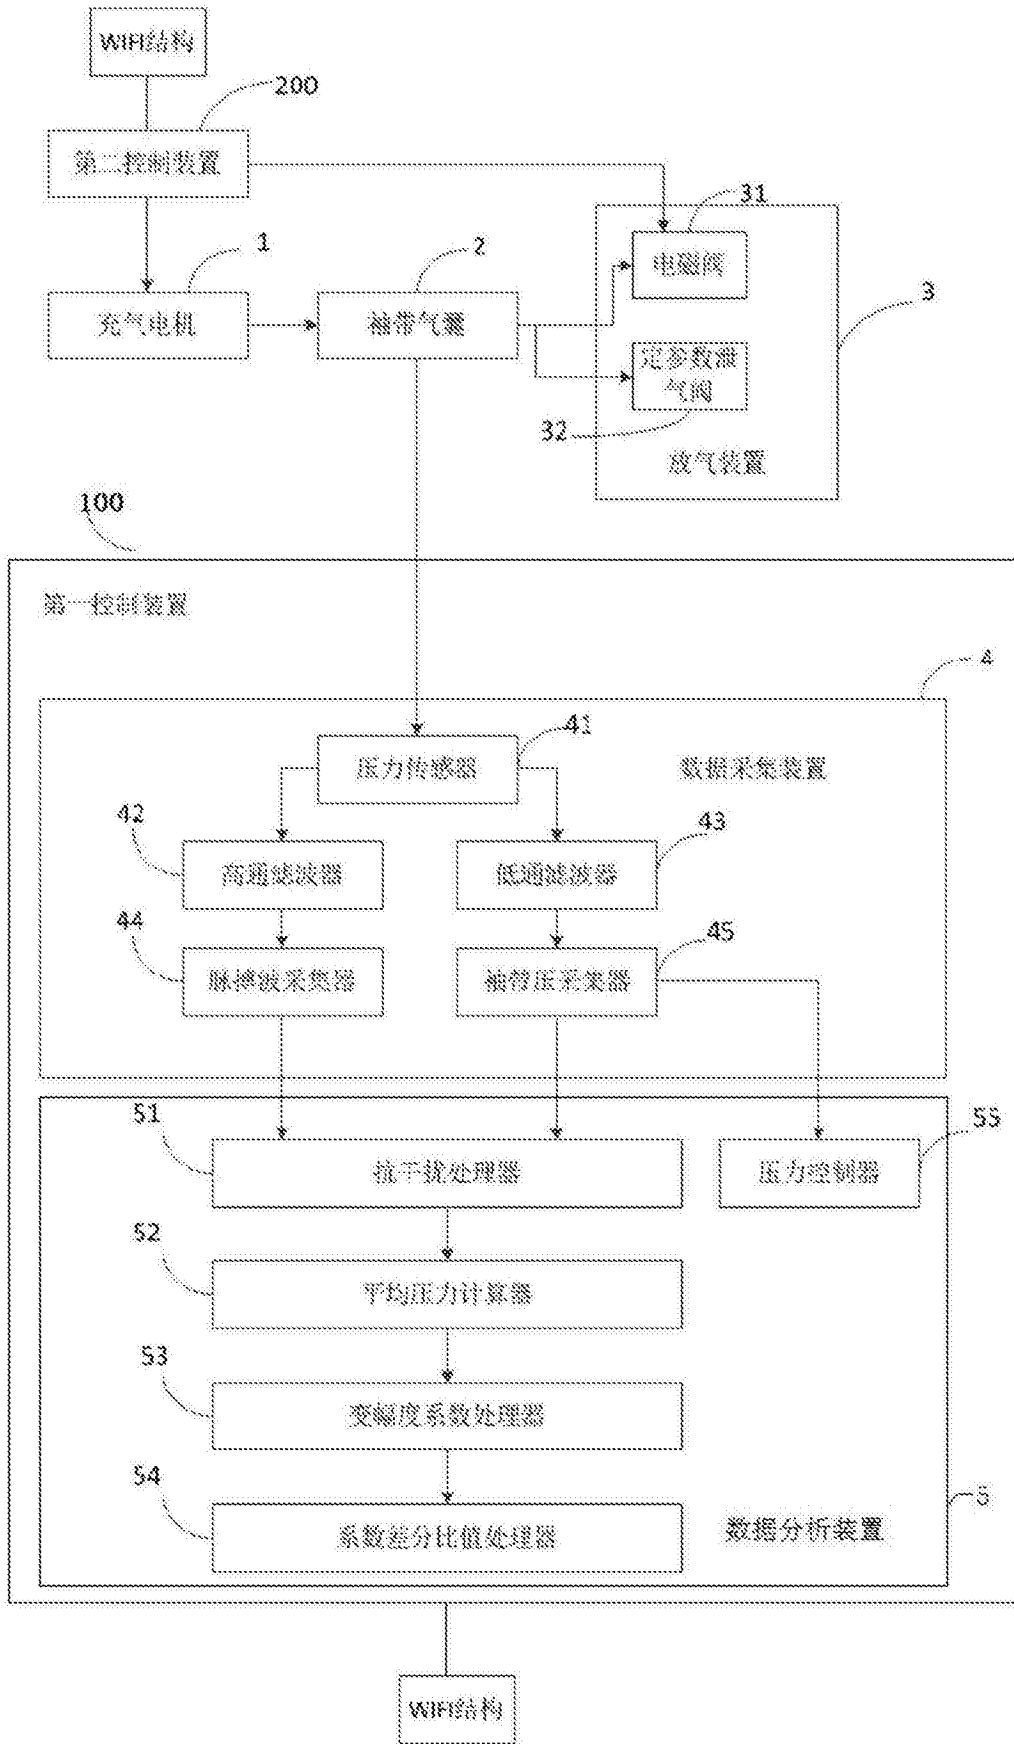 WIFI结构
200
第二控制装置
31
1
2
电磁阀
3
充气电机
袖带气囊
定参数泄
气阀
32
放气装置
100
第一控制装置
4
41
压力传感器
数据采集装置
42
43
高通滤波器
低通滤波器
44
45
脉搏波采集器
袖带压采集器
51
55
抗干扰处理器
压力控制器
52
平均压力计算器
53
变幅度系数处理器
54
5
系数差分比值处理器
数据分析装置
WIFI结构